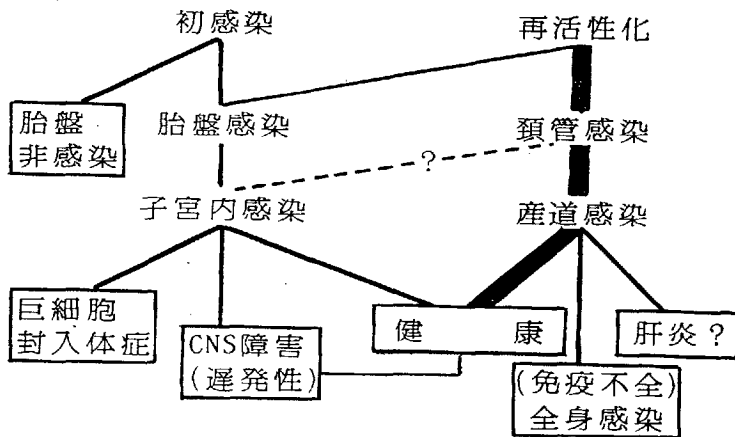 初感染
再活性化
胎盤
非感染
胎盤感染
頚管感染
?
子宮内感染
産道感染
巨細胞
封入体症
CNS障害
(遅発性)
健 康
肝炎?
(免疫不全)
全身感染